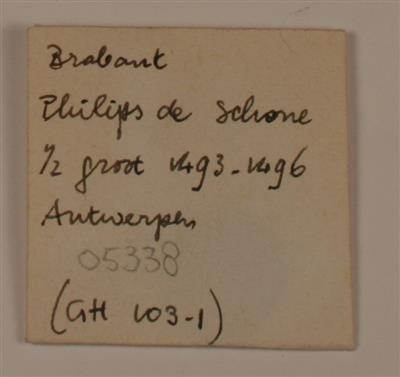 Brabant
Philips de Schone
1/2 groot 1493-1496
Antwerpen
05338
(GH 103-1)